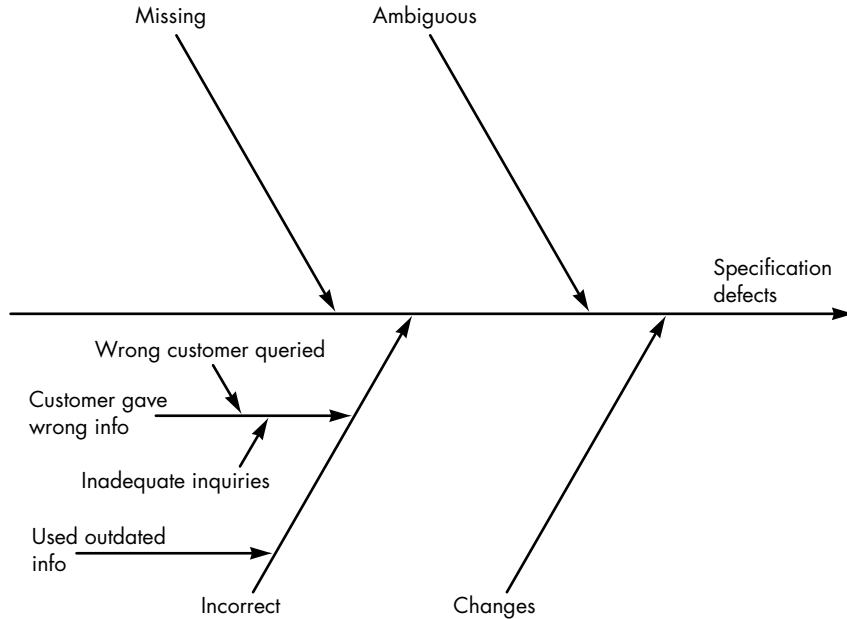 Missing
Ambiguous
Specification
defects
Wrong customer queried
Customer gave
wrong info
Inadequate inquiries
Used outdated
info
Incorrect
Changes